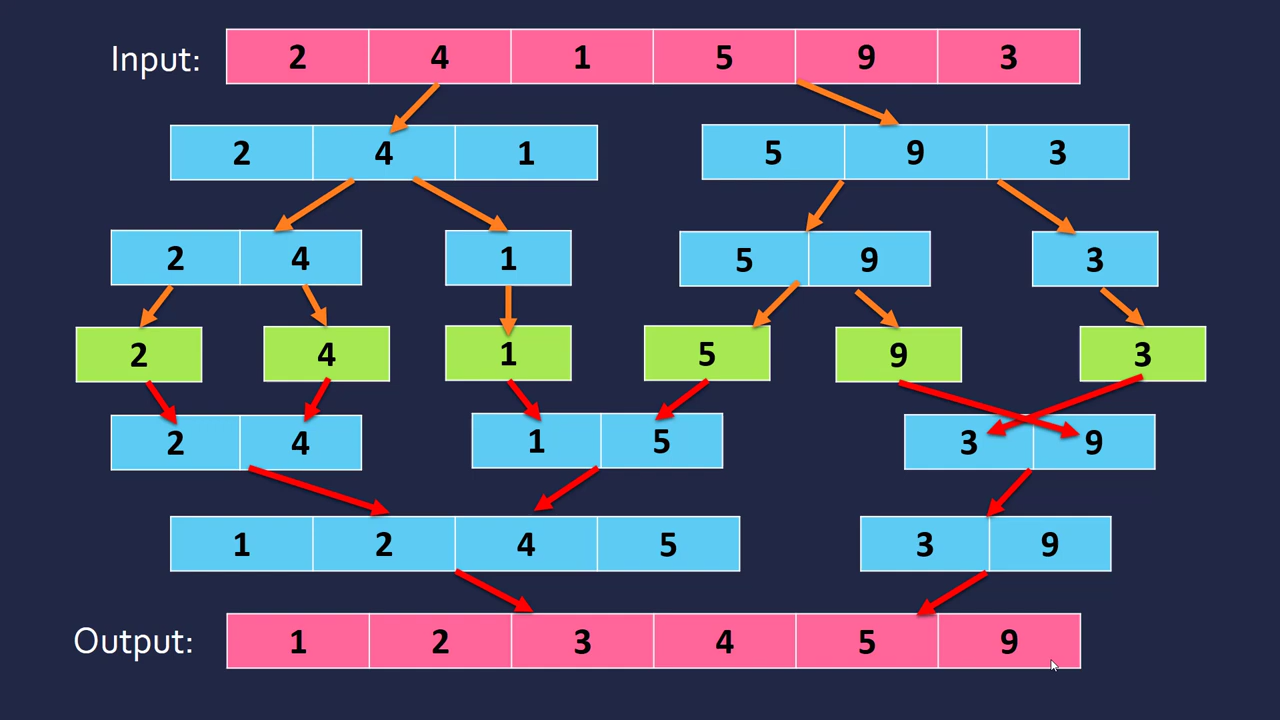 Input: 2 4 1 5 9 3
2 4 1 5 9 3
2 4 1 5 9 3
2 4 1 5 9 3
2 4 1 5 3 9
1 2 4 5 3 9
Output: 1 2 3 4 5 9